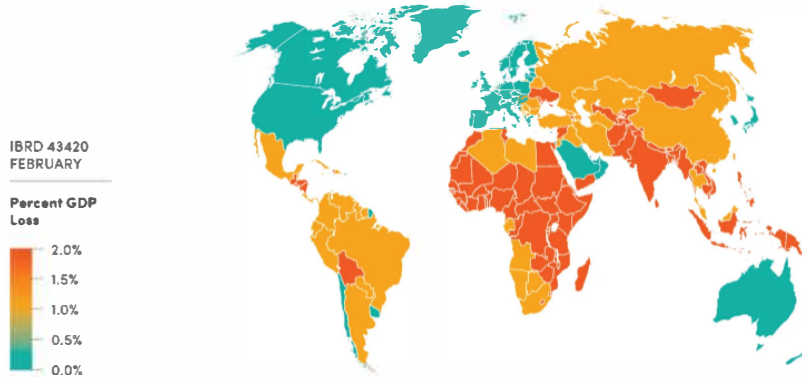 IBRD 43420
FEBRUARY
Percent GDP
Loss
2.0%
1.5%
1.0%
0.5%
0.0%